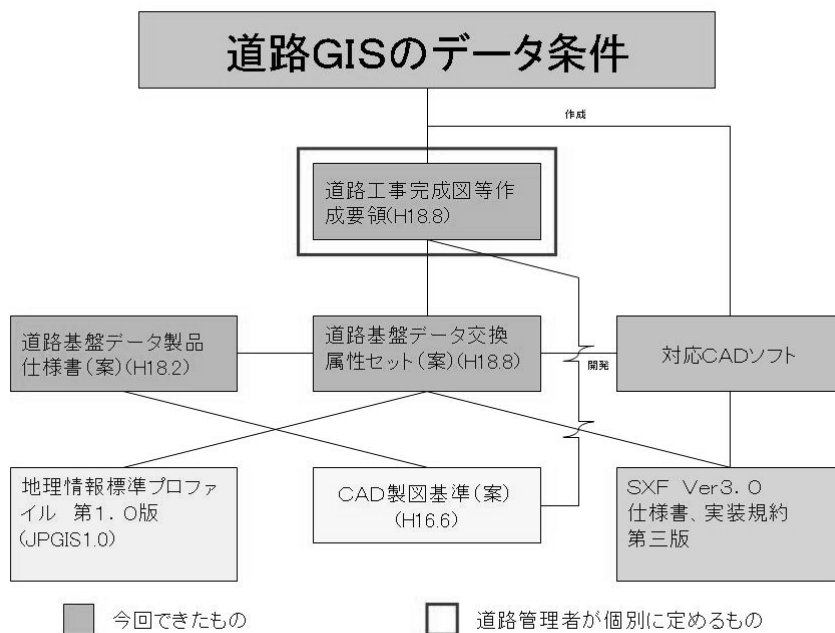 道路GISのデータ条件
作成
道路工事完成図等作
成要領(H18.8)
道路基盤データ製品
仕様書(案)(H18.2)
道路基盤データ交換
属性セット(案)(H18.8)
開発
対応CADソフト
地理情報標準プロファ
イル 第1.0版
(JPGIS1.0)
CAD製図基準(案)
(H16.6)
SXF Ver3.0
仕様書、実装規約
第三版
今回できたもの
道路管理者が個別に定めるもの